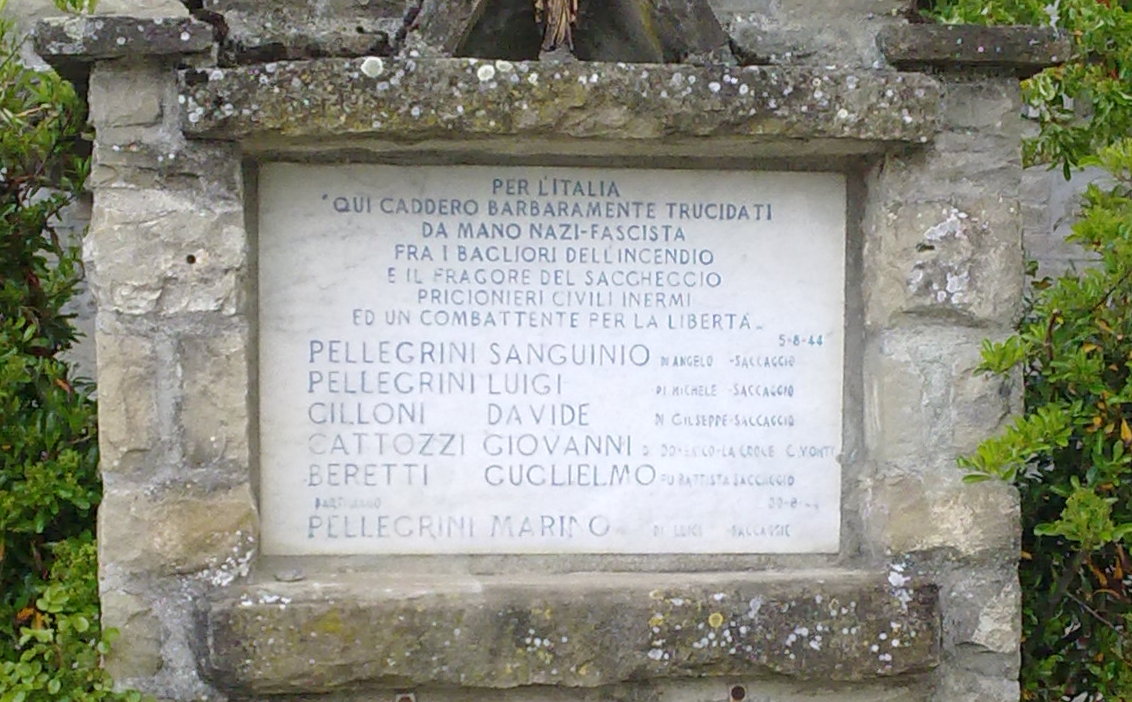 PER L'ITALIA
"QUI CADDERO BARBARAMENTE TRUCIDATI
DA MANO NAZI-FASCISTA
FRA I BAGLIORI DELL'INCENDIO
E IL FRAGORE DEL SACCHEGGIO
PRIGIONIERI CIVILI INERMI
ED UN COMBATTENTE PER LA LIBERTA'
5-8-44
PELLEGRINI SANGUINIO DI ANGELO -SACCAGGIO
PELLEGRINI LUIGI DI MICHELE -SACCAGGIO
GILLONI DAVIDE DI GIUSEPPE-SACCAGGIO
CATTOZZI GIOVANNI
BERETTI GUGLIELMO FU BATTISTA SACCAGGIO
PARTIGIANO
PELLEGRINI MARINO DI LUIGI SACCAGGIO